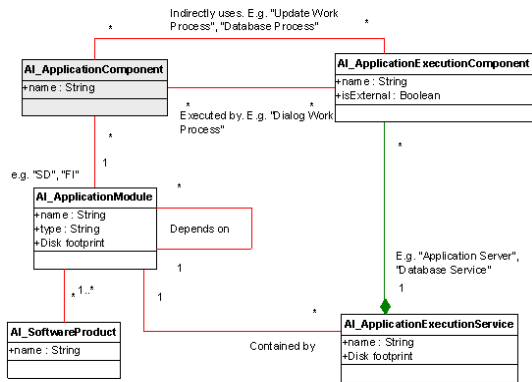 Indirectly uses. E.g. "Update Work
Process", "Database Process"
*
*
AI_ApplicationComponent
+name : String
AI_ApplicationExecutionComponent
+name : String
+isExternal : Boolean
*
*
Executed by. E.g. "Dialog Work
Process"
*
*
1
e.g. "SD", "FI"
*
AI_ApplicationModule
+name : String
+type : String
+Disk footprint
Depends on
E.g. "Application Server",
"Database Service"
1
1
1
* 1..*
*
AI_SoftwareProduct
+name : String
Contained by
AI_ApplicationExecutionService
+name : String
+Disk footprint